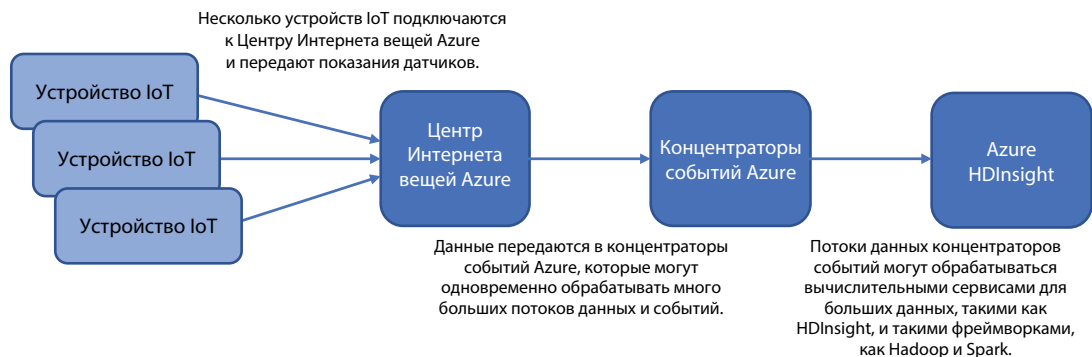 Несколько устройств IoT подключаются
к Центру Интернета вещей Azure
и передают показания датчиков.
Устройство IoT
Устройство IoT
Устройство IoT
Центр
Интернета
вещей Azure
Концентраторы
событий Azure
Azure
HDInsight
Данные передаются в концентраторы
событий Azure, которые могут
одновременно обрабатывать много
больших потоков данных и событий.
Потоки данных концентраторов
событий могут обрабатываться
вычислительными сервисами для
больших данных, такими как
HDInsight, и такими фреймворками,
как Hadoop и Spark.